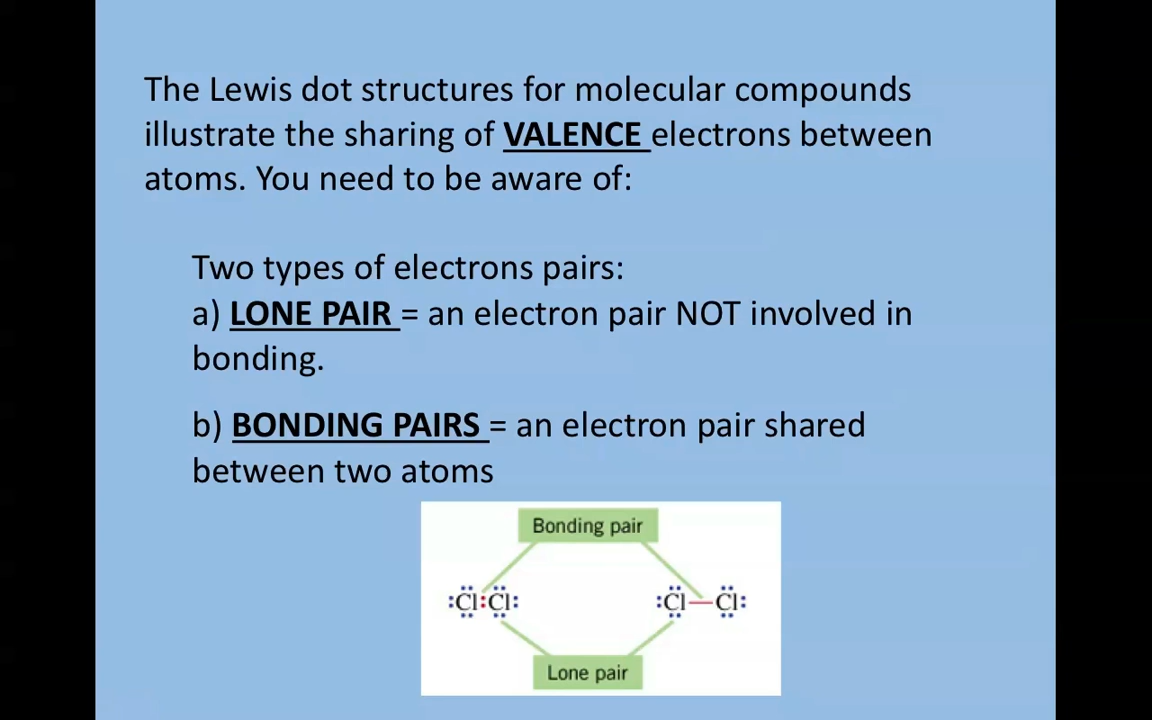 The Lewis dot structures for molecular compounds
illustrate the sharing of VALENCE electrons between
atoms. You need to be aware of:
Two types of electrons pairs:
a) LONE PAIR = an electron pair NOT involved in
bonding.
b) BONDING PAIRS = an electron pair shared
between two atoms
Bonding pair
:Cl:Cl: :Cl—Cl:
Lone pair